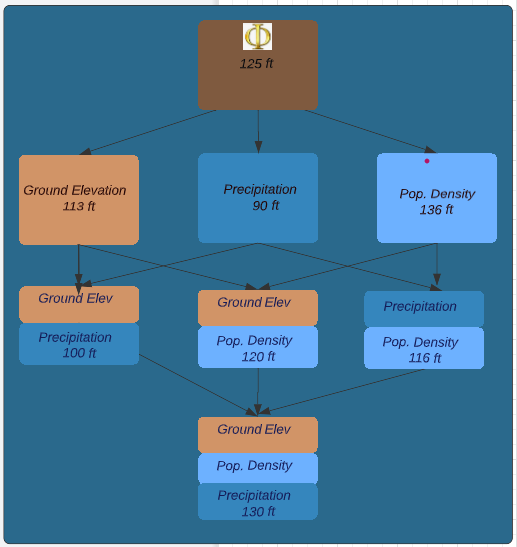 Φ
125 ft
Ground Elevation
113 ft
Precipitation
90 ft
Pop. Density
136 ft
Ground Elev
Precipitation
100 ft
Ground Elev
Pop. Density
120 ft
Precipitation
Pop. Density
116 ft
Ground Elev
Pop. Density
Precipitation
130 ft